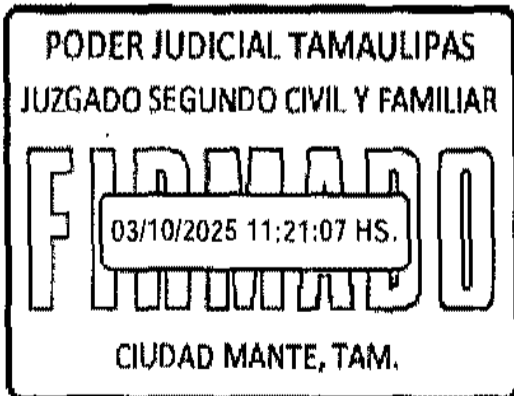 PODER JUDICIAL TAMAULIPAS
JUZGADO SEGUNDO CIVIL Y FAMILIAR
FIRMADO
03/10/2025 11:21:07 HS.
CIUDAD MANTE, TAM.